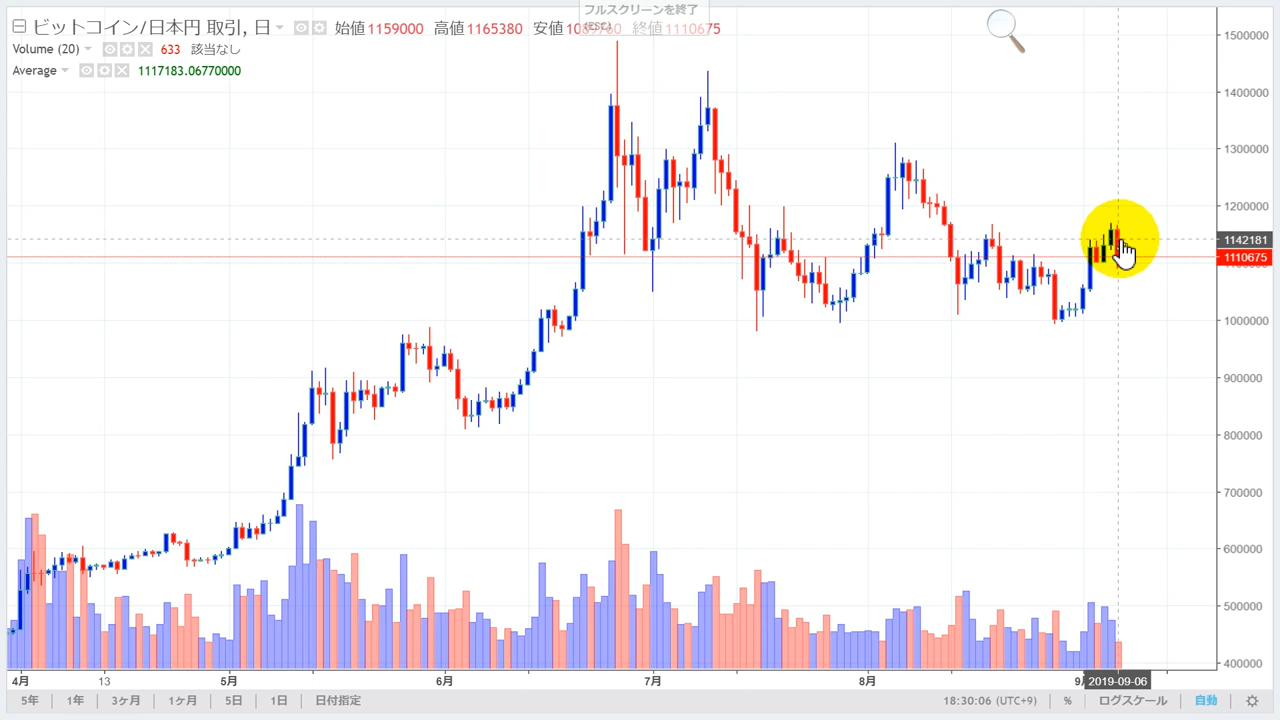 フルスクリーンを終了
(ESC)
ビットコイン/日本円 取引, 日 始値1159000 高値1165380 安値 終値1110675
Volume (20) 633 該当なし
Average 1117183.06770000
1500000
1400000
1300000
1200000
1142181
1110675
1000000
900000
800000
700000
600000
500000
400000
4月 13 5月 6月 7月 8月 2019-09-06
5年 1年 3ヶ月 1ヶ月 5日 1日 日付指定 18:30:06 (UTC+9) % ログスケール 自動